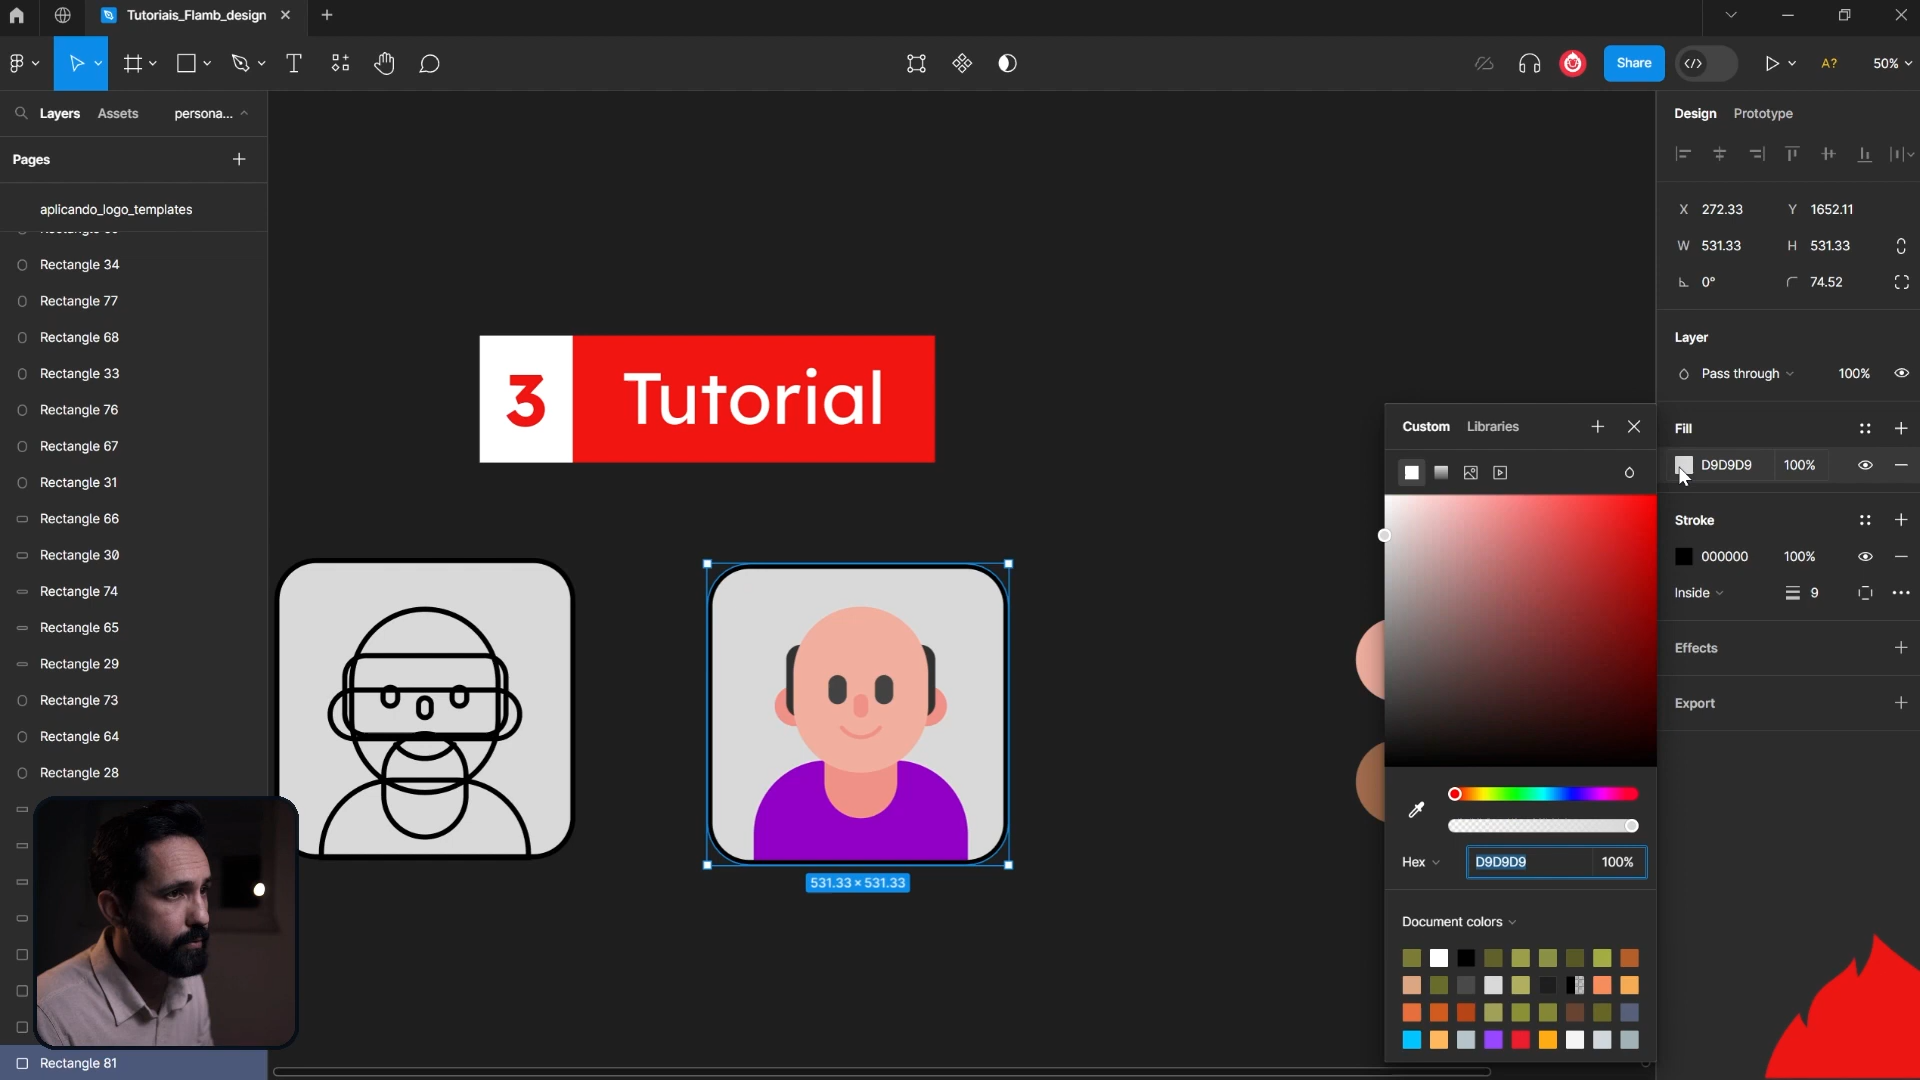 Tutoriais_Flamb_design
Share
A?
50%
Layers
Assets
persona...
Pages
aplicando_logo_templates
Rectangle 34
Rectangle 77
Rectangle 68
Rectangle 33
Rectangle 76
Rectangle 67
Rectangle 31
Rectangle 66
Rectangle 30
Rectangle 74
Rectangle 65
Rectangle 29
Rectangle 73
Rectangle 64
Rectangle 28
Rectangle 81
3 Tutorial
531.33 × 531.33
Custom
Libraries
Hex
D9D9D9
100%
Document colors
Design
Prototype
X 272.33
Y 1652.11
W 531.33
H 531.33
0°
74.52
Layer
Pass through
100%
Fill
D9D9D9
100%
Stroke
000000
100%
Inside
9
Effects
Export